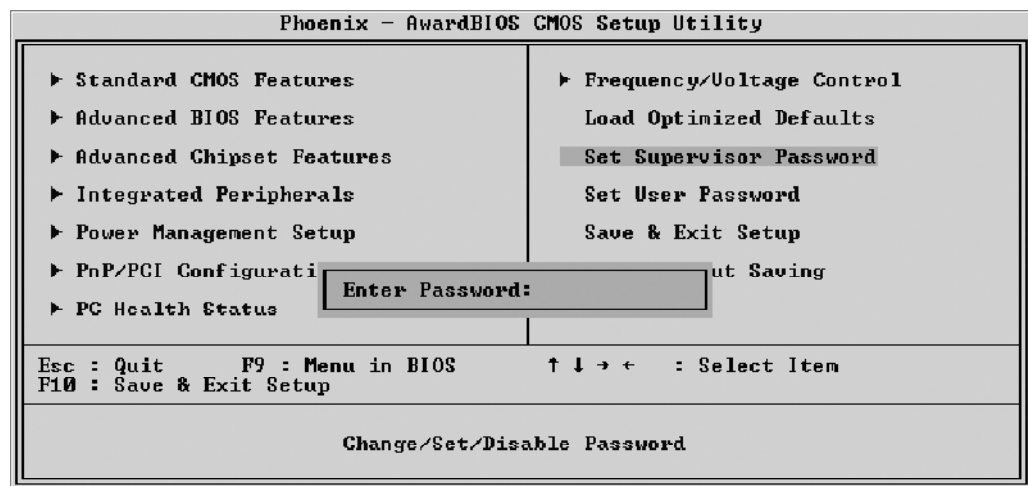 Phoenix – AwardBIOS CMOS Setup Utility
▶ Standard CMOS Features
▶ Advanced BIOS Features
▶ Advanced Chipset Features
▶ Integrated Peripherals
▶ Power Management Setup
▶ PnP/PCI Configurati
▶ PC Health Status
▶ Frequency/Voltage Control
Load Optimized Defaults
Set Supervisor Password
Set User Password
Save & Exit Setup
ut Saving
Enter Password:
Esc : Quit F9 : Menu in BIOS ↑ ↓ → ← : Select Item
F10 : Save & Exit Setup
Change/Set/Disable Password